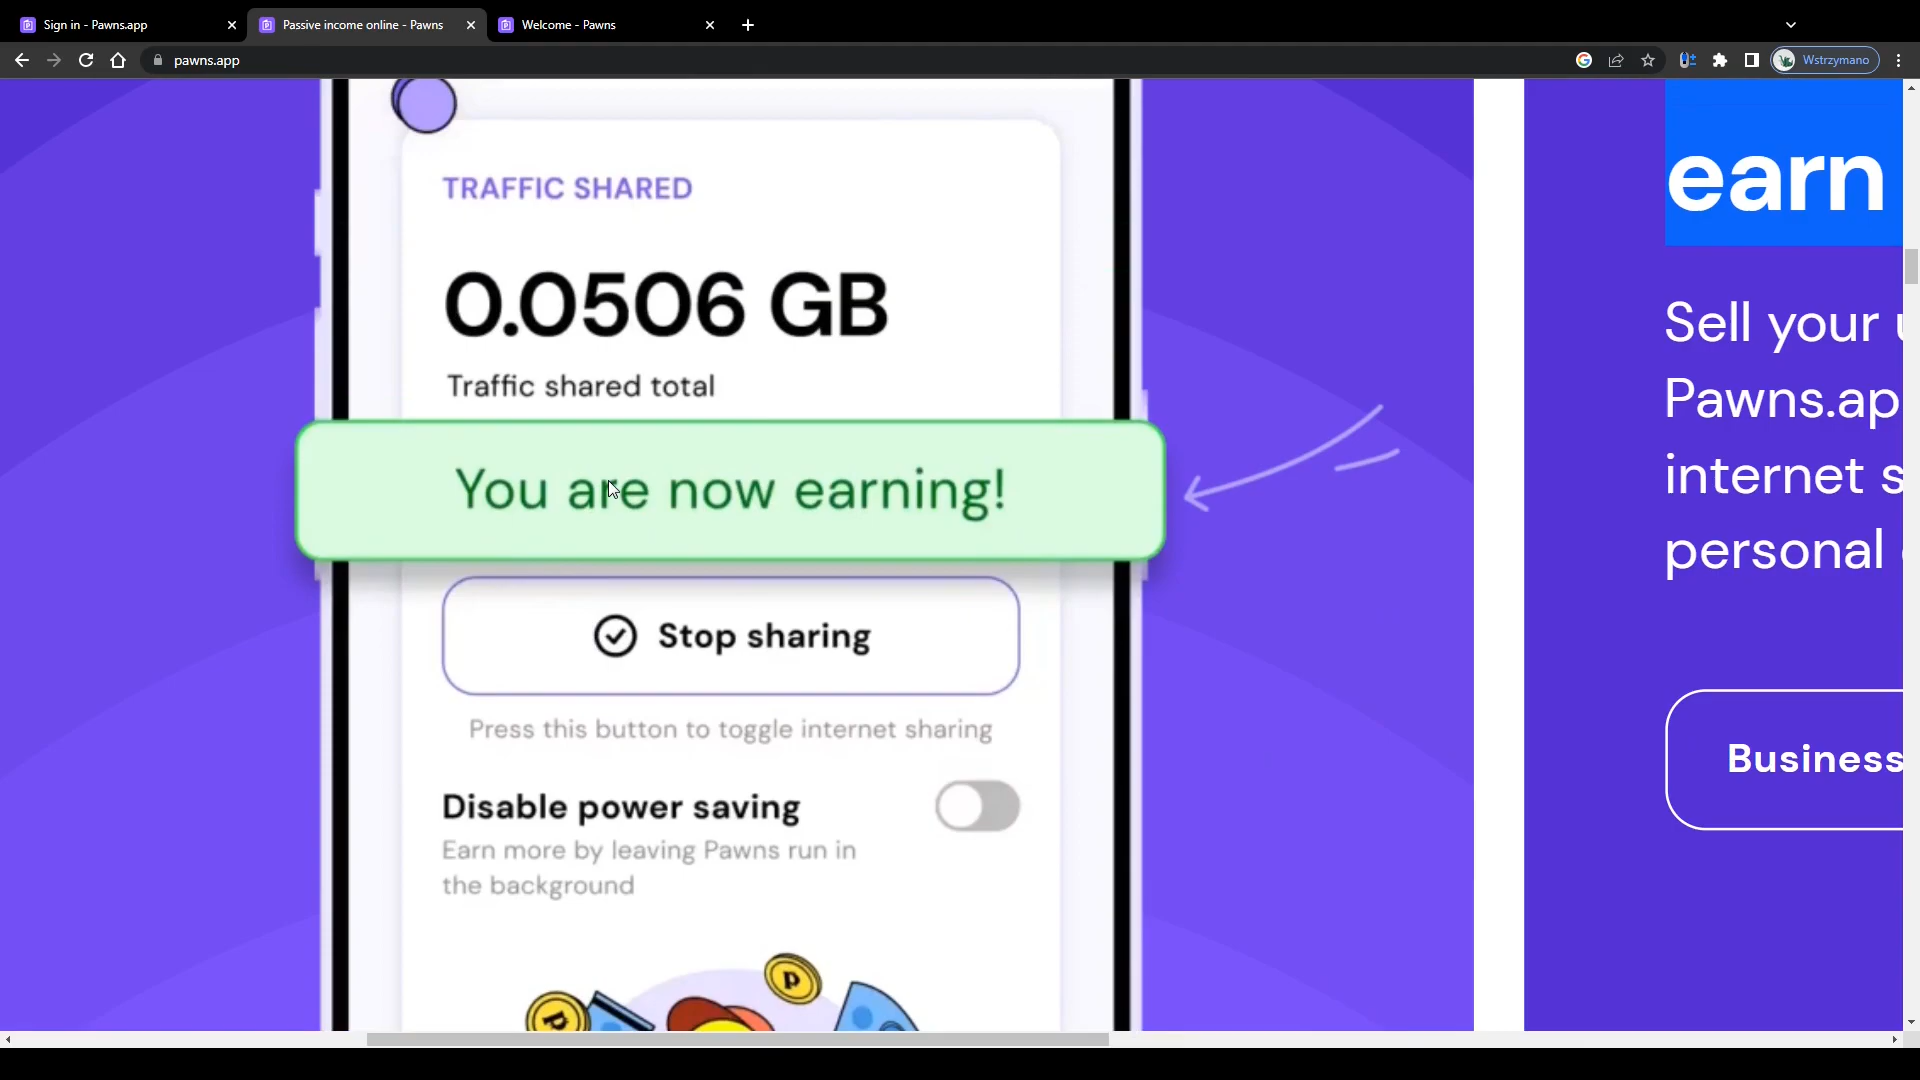 Sign in - Pawns.app
Passive income online - Pawns
Welcome - Pawns
pawns.app
Wstrzymano
TRAFFIC SHARED
0.0506 GB
Traffic shared total
You are now earning!
Stop sharing
Press this button to toggle internet sharing
Disable power saving
Earn more by leaving Pawns run in
the background
earn
Sell your
Pawns.ap
internet s
personal
Business